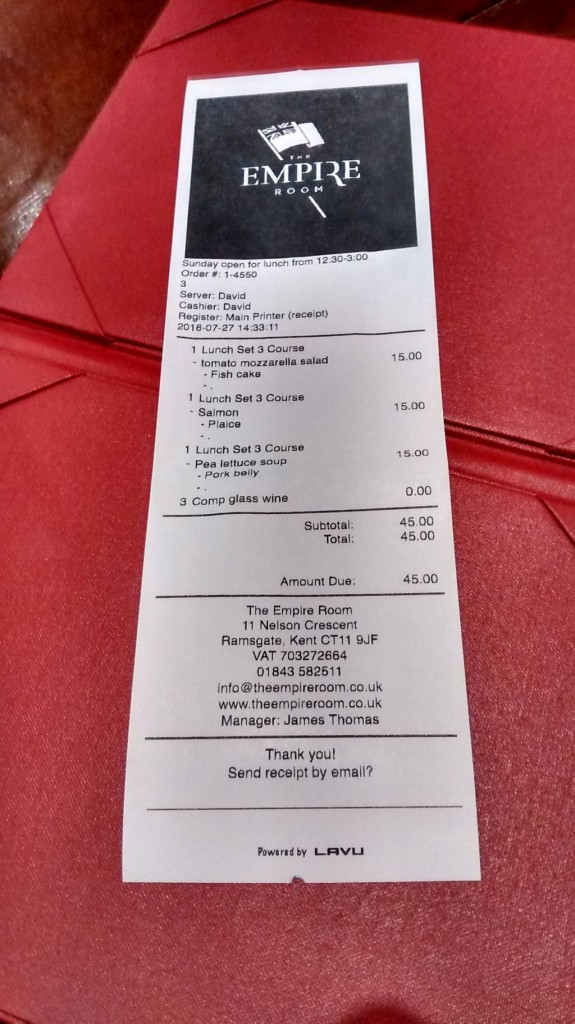 THE
EMPIRE
ROOM
Sunday open for lunch from 12:30-3:00
Order #: 1-4550
3
Server: David
Cashier: David
Register: Main Printer (receipt)
2016-07-27 14:33:11
1 Lunch Set 3 Course 15.00
- tomato mozzarella salad
- Fish cake
- .
1 Lunch Set 3 Course 15.00
- Salmon
- Plaice
- .
1 Lunch Set 3 Course 15.00
- Pea lettuce soup
- Pork belly
- .
3 Comp glass wine 0.00
Subtotal: 45.00
Total: 45.00
Amount Due: 45.00
The Empire Room
11 Nelson Crescent
Ramsgate, Kent CT11 9JF
VAT 703272664
01843 582511
info@theempireroom.co.uk
www.theempireroom.co.uk
Manager: James Thomas
Thank you!
Send receipt by email?
Powered by LAVU